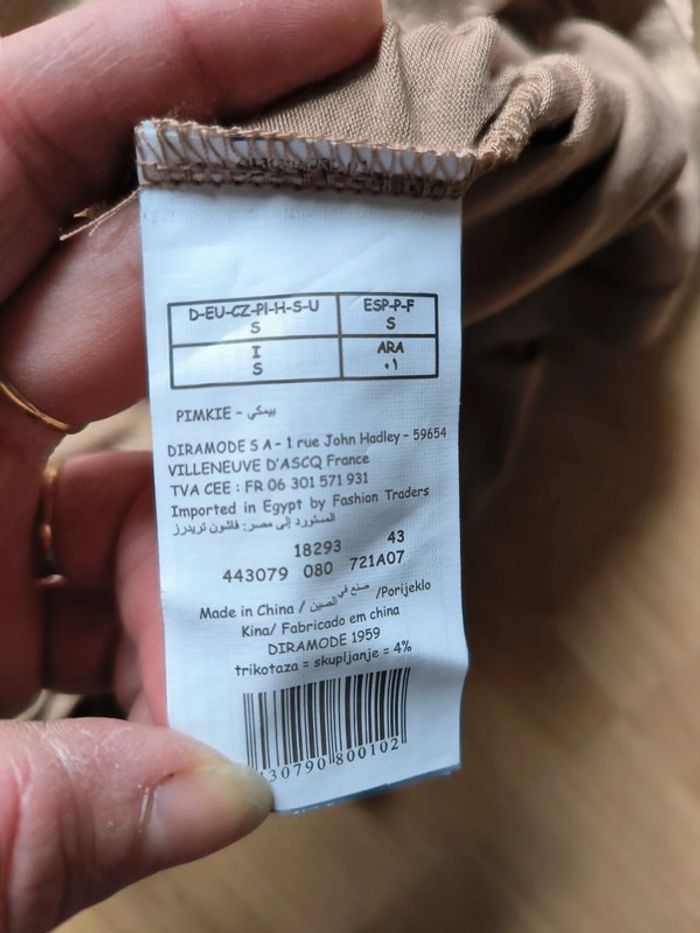 D-EU-CZ-PI-H-S-U ESP-P-F
S S
I ARA
S ٠١
PIMKIE - بيمكي
DIRAMODE S A - 1 rue John Hadley - 59654
VILLENEUVE D'ASCQ France
TVA CEE : FR 06 301 571 931
Imported in Egypt by Fashion Traders
المستورد إلى مصر: فاشون تريدرز
18293 43
443079 080 721A07
Made in China / صنع في الصين /Porijeklo
Kina/ Fabricado em china
DIRAMODE 1959
trikotaza = skupljanje = 4%
30790 800102